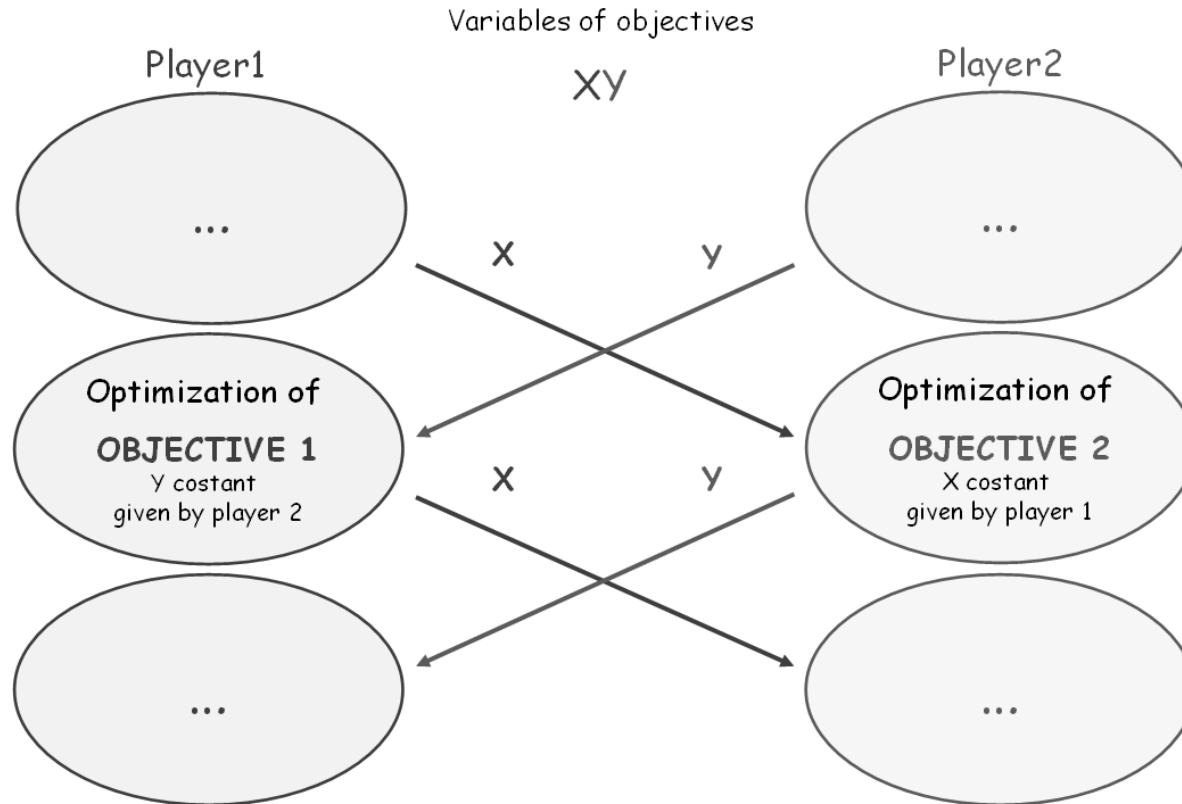 Variables of objectives
Player1
XY
Player2
...
...
X
Y
Optimization of
OBJECTIVE 1
Y costant
given by player 2
Optimization of
OBJECTIVE 2
X costant
given by player 1
X
Y
...
...